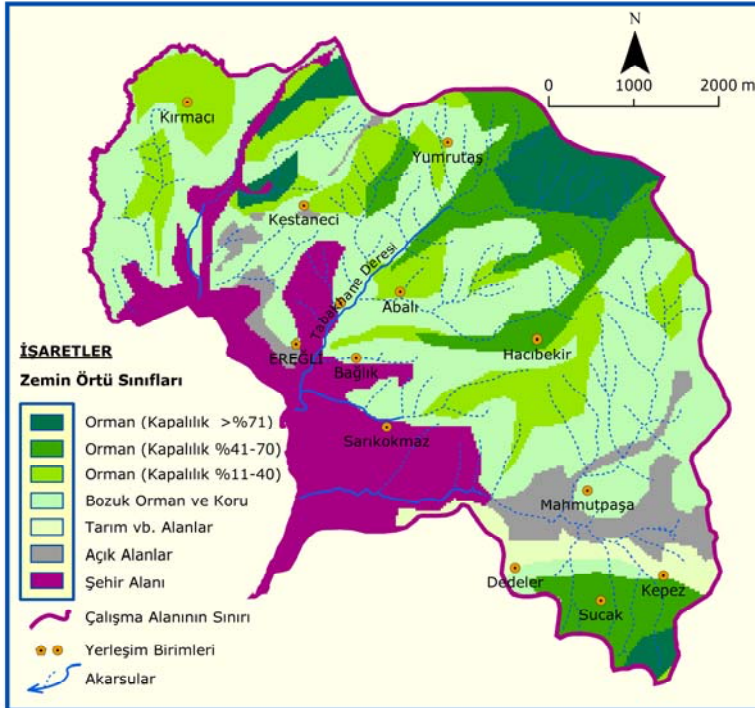 N
0 1000 2000 m
Kırmacı
Yumrutaş
Kestaneci
Tabakhane Deresi
Abalı
Hacıbekir
EREĞLİ
Bağlık
Sarıkokmaz
Mahmutpaşa
Dedeler
Kepez
Sucak
İŞARETLER
Zemin Örtü Sınıfları
Orman (Kapalılık >%71)
Orman (Kapalılık %41-70)
Orman (Kapalılık %11-40)
Bozuk Orman ve Koru
Tarım vb. Alanlar
Açık Alanlar
Şehir Alanı
Çalışma Alanının Sınırı
Yerleşim Birimleri
Akarsular